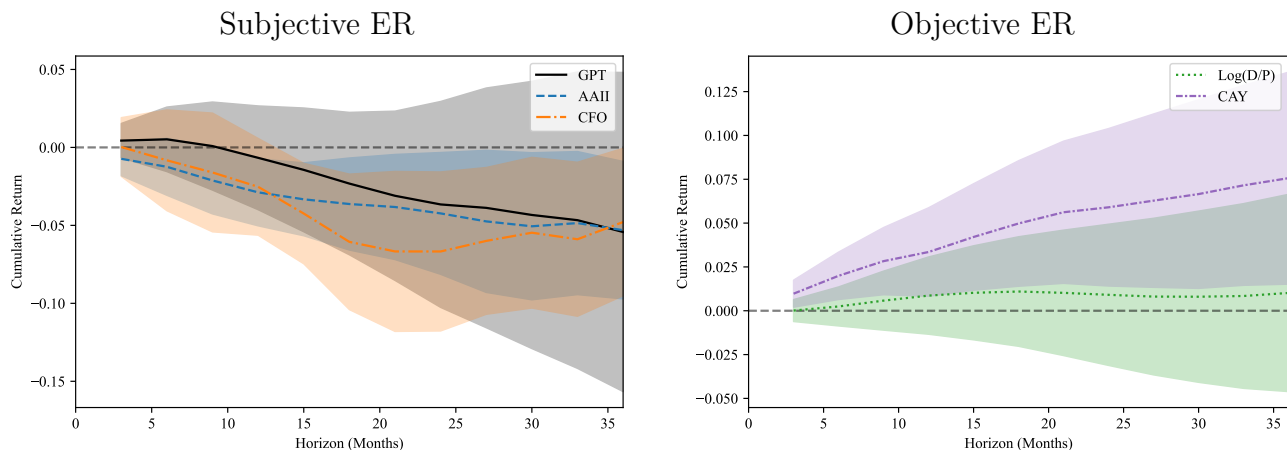 Subjective ER
0.05
0.00
−0.05
−0.10
−0.15
Cumulative Return
GPT
AAII
CFO
0 5 10 15 20 25 30 35
Horizon (Months)
Objective ER
0.125
0.100
0.075
0.050
0.025
0.000
−0.025
−0.050
Cumulative Return
Log(D/P)
CAY
0 5 10 15 20 25 30 35
Horizon (Months)